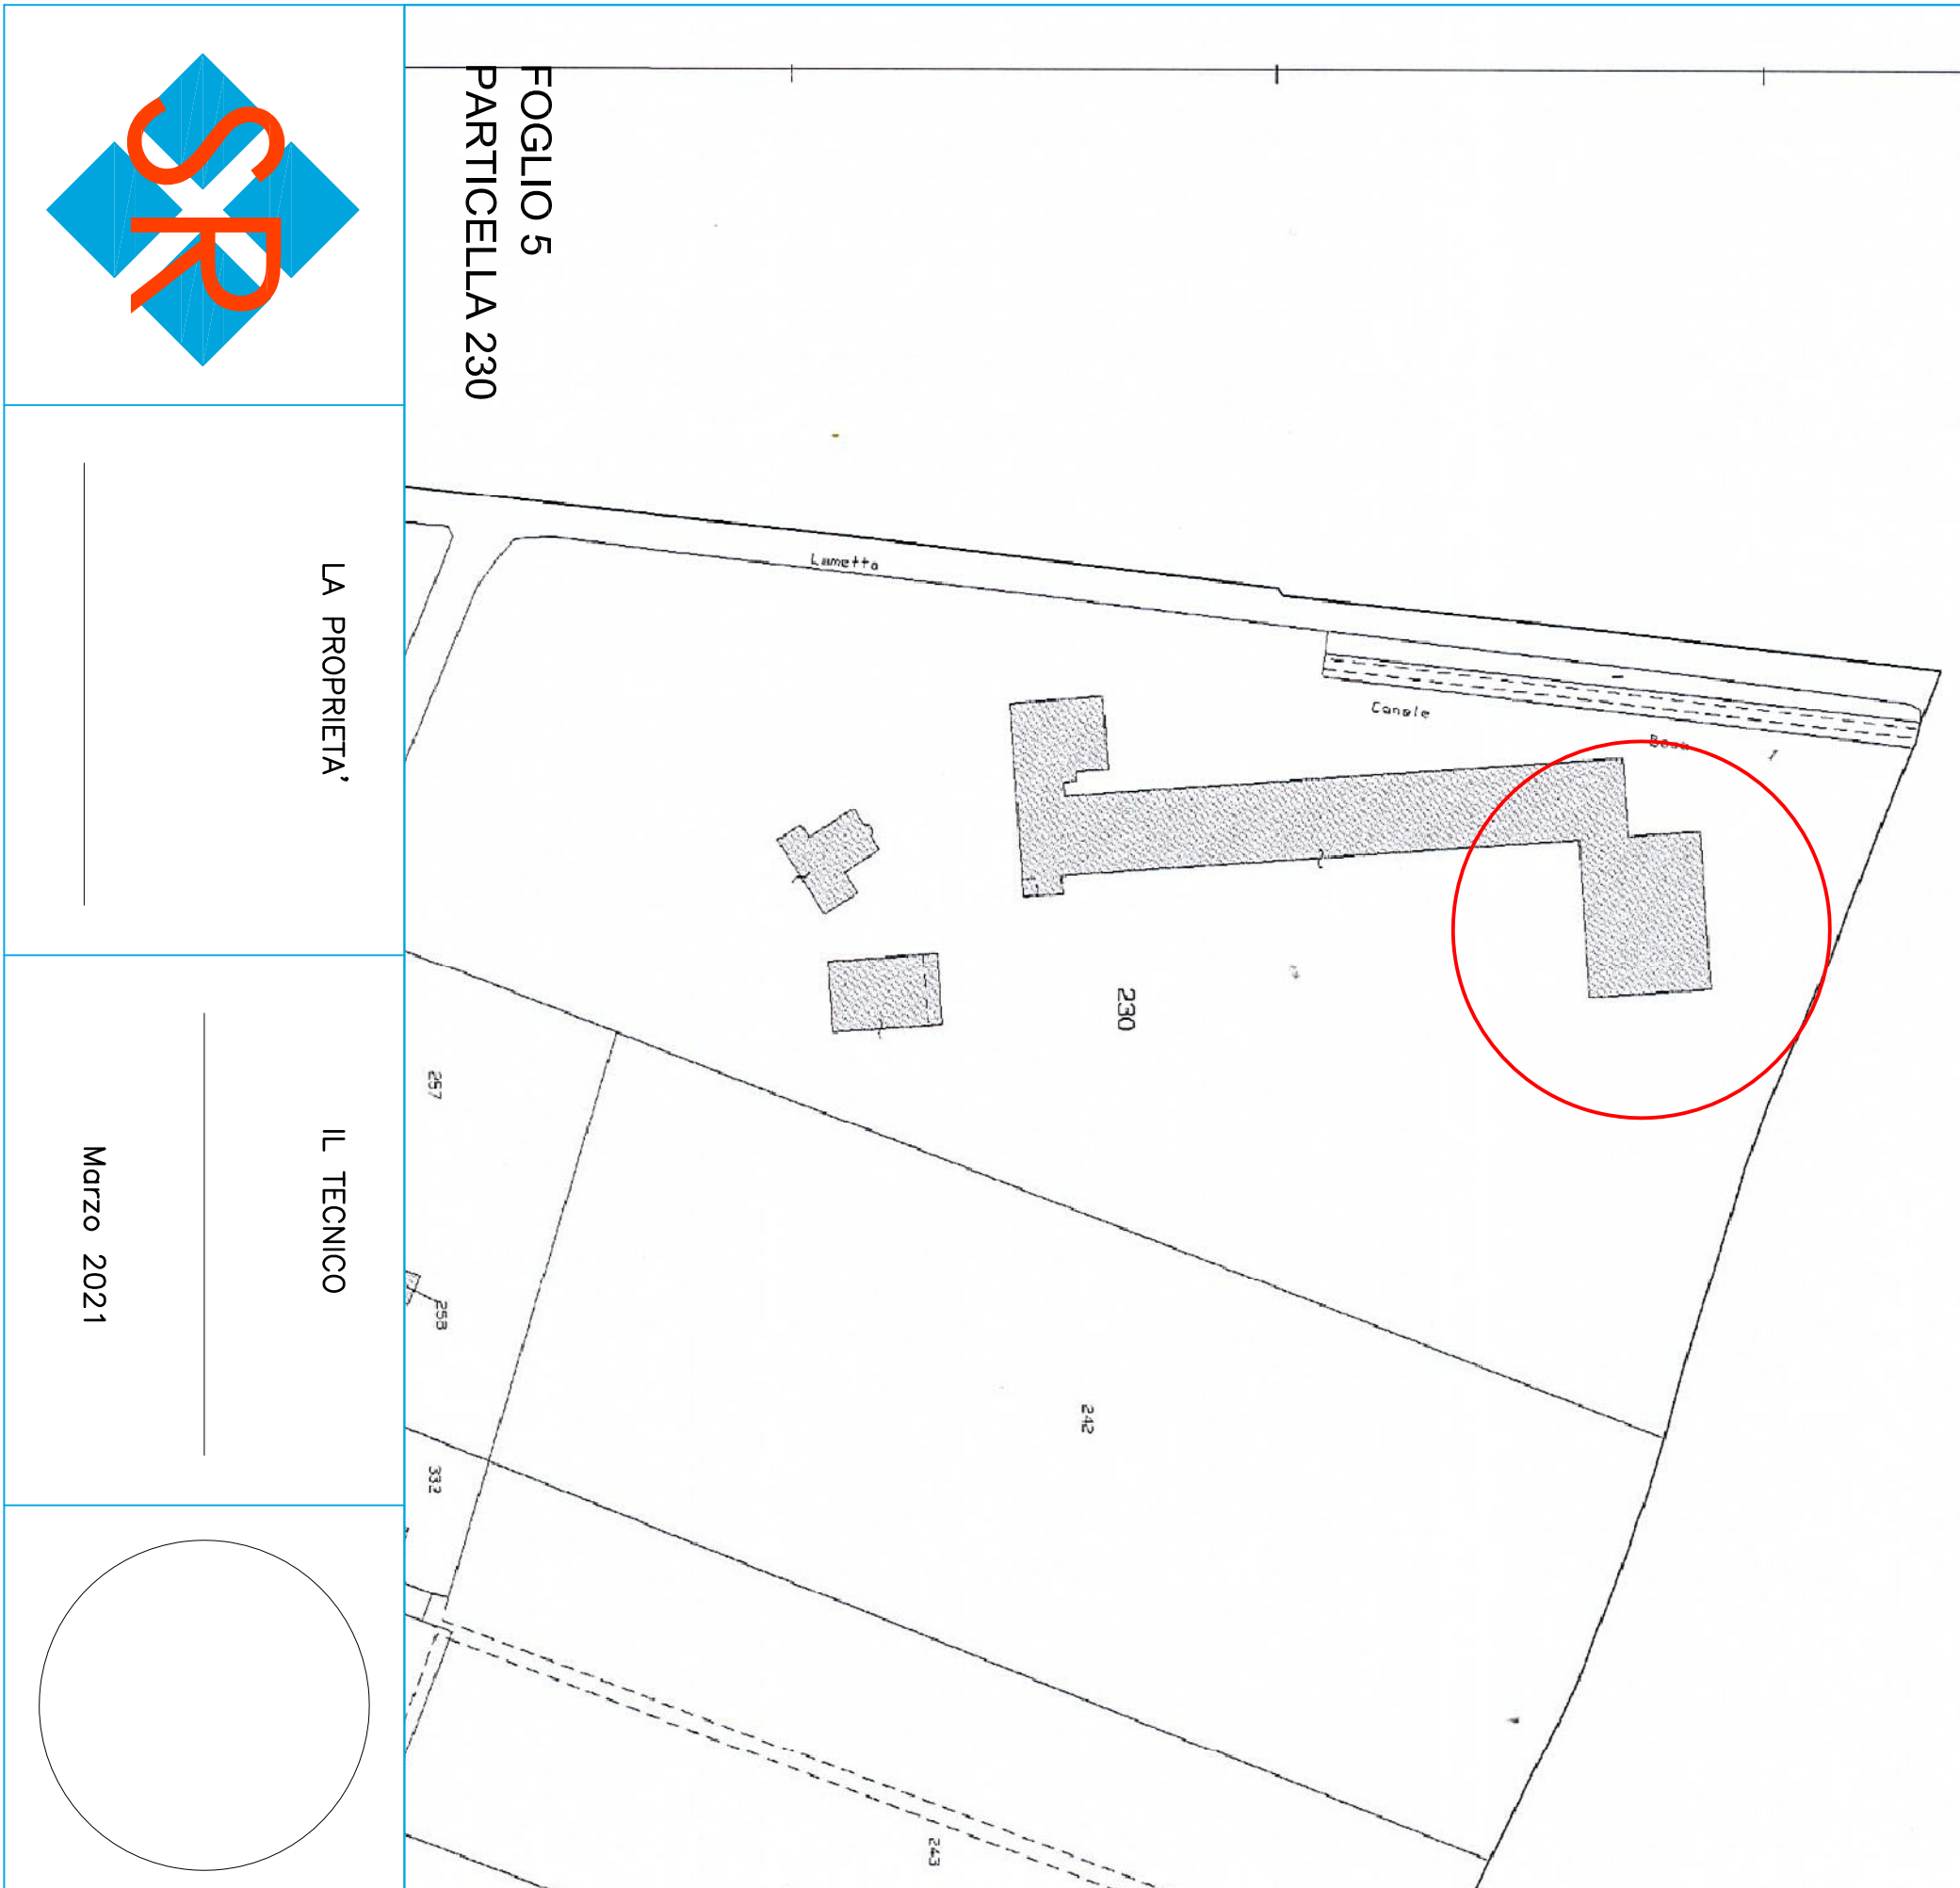 SR
FOGLIO 5
PARTICELLA 230
LA PROPRIETA'
IL TECNICO
Marzo 2021
Lametta
Canale
230
257
258
242
332
243